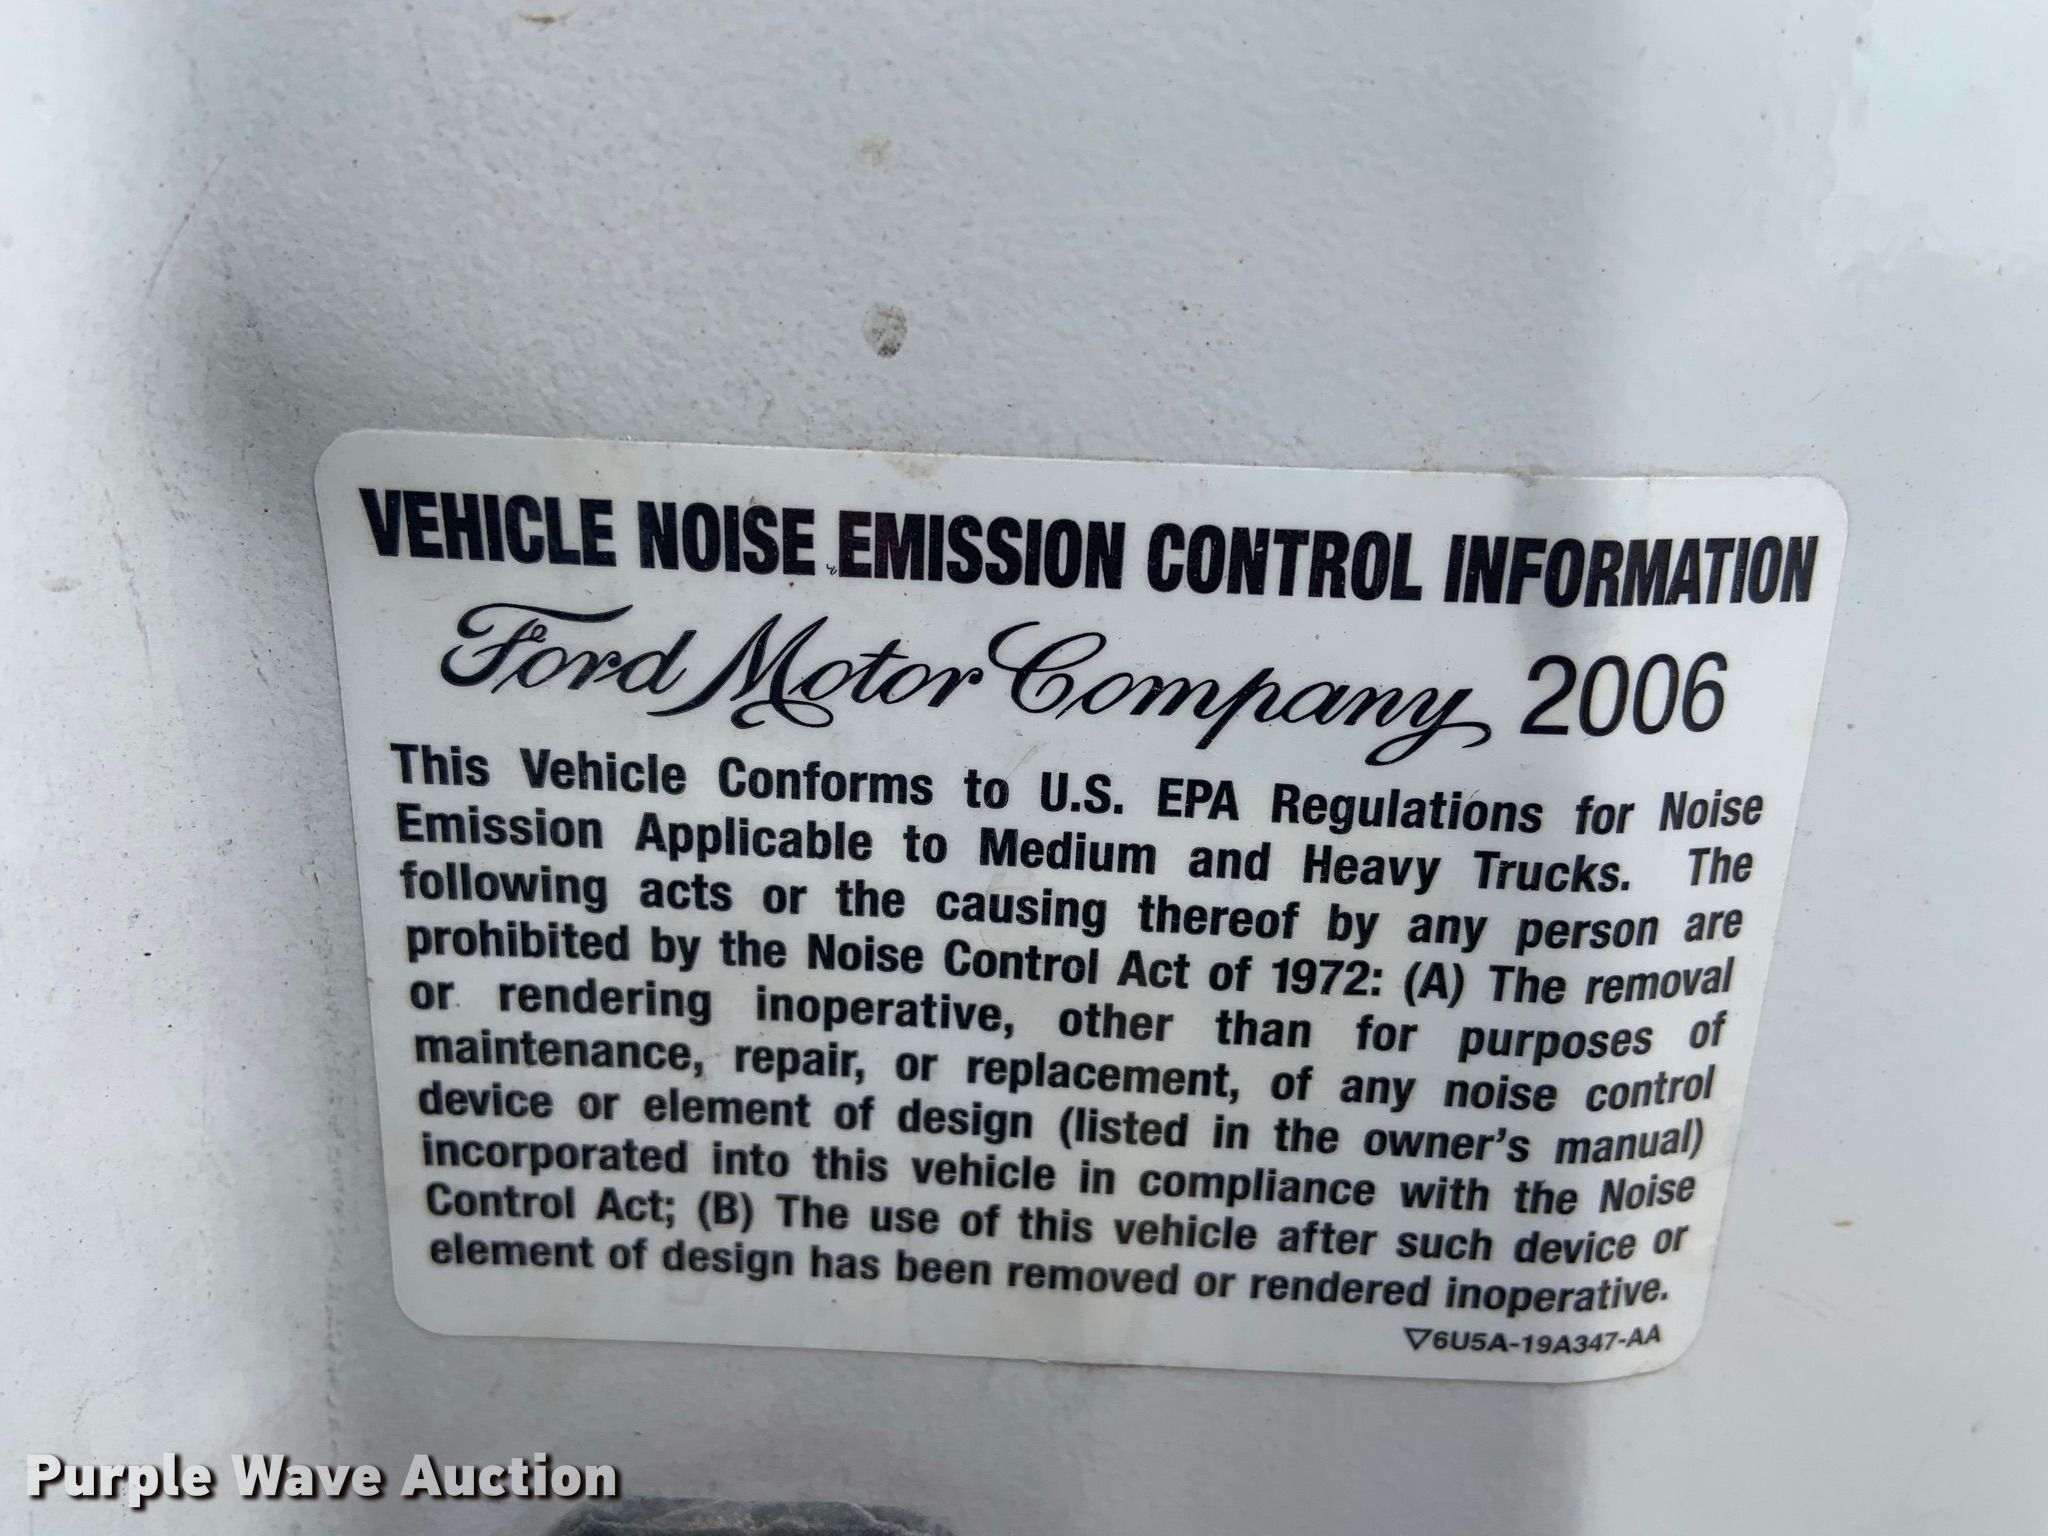 VEHICLE NOISE EMISSION CONTROL INFORMATION
Ford Motor Company 2006
This Vehicle Conforms to U.S. EPA Regulations for Noise
Emission Applicable to Medium and Heavy Trucks. The
following acts or the causing thereof by any person are
prohibited by the Noise Control Act of 1972: (A) The removal
or rendering inoperative, other than for purposes of
maintenance, repair, or replacement, of any noise control
device or element of design (listed in the owner's manual)
incorporated into this vehicle in compliance with the Noise
Control Act; (B) The use of this vehicle after such device or
element of design has been removed or rendered inoperative.
▽6U5A-19A347-AA
Purple Wave Auction